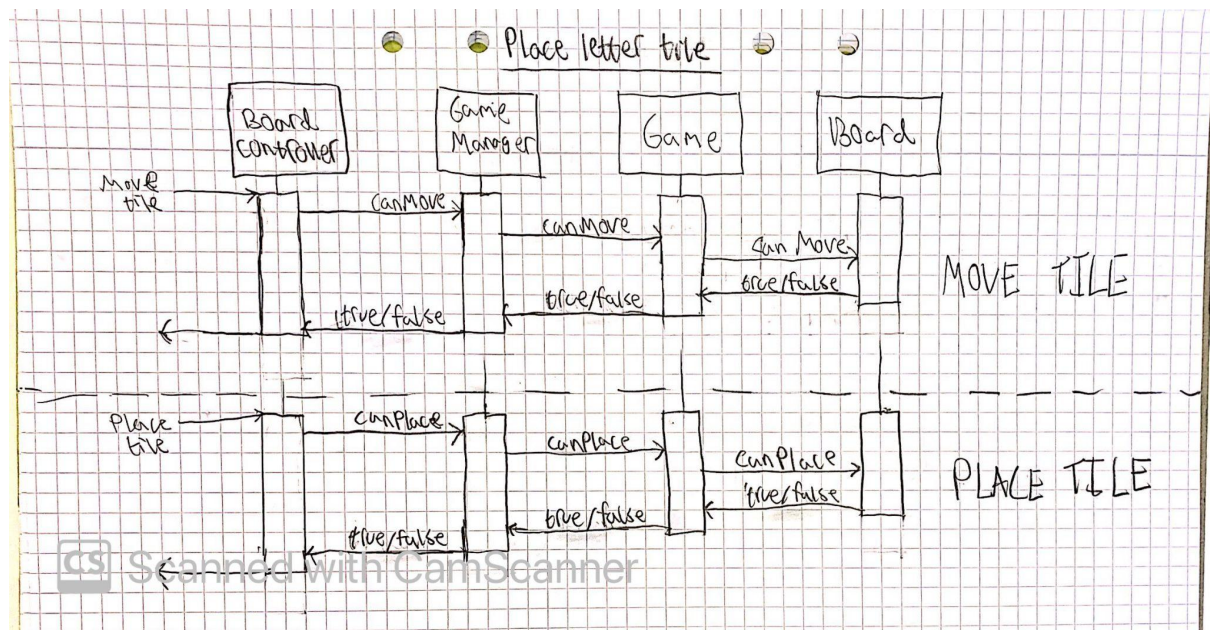 Place letter tile
Board
controller
Game
Manager
Game
Board
Move
tile
canMove
canMove
can Move
true/false
true/false
true/false
MOVE TILE
Place
tile
canPlace
canPlace
canPlace
true/false
true/false
true/false
PLACE TILE
CS Scanned with CamScanner